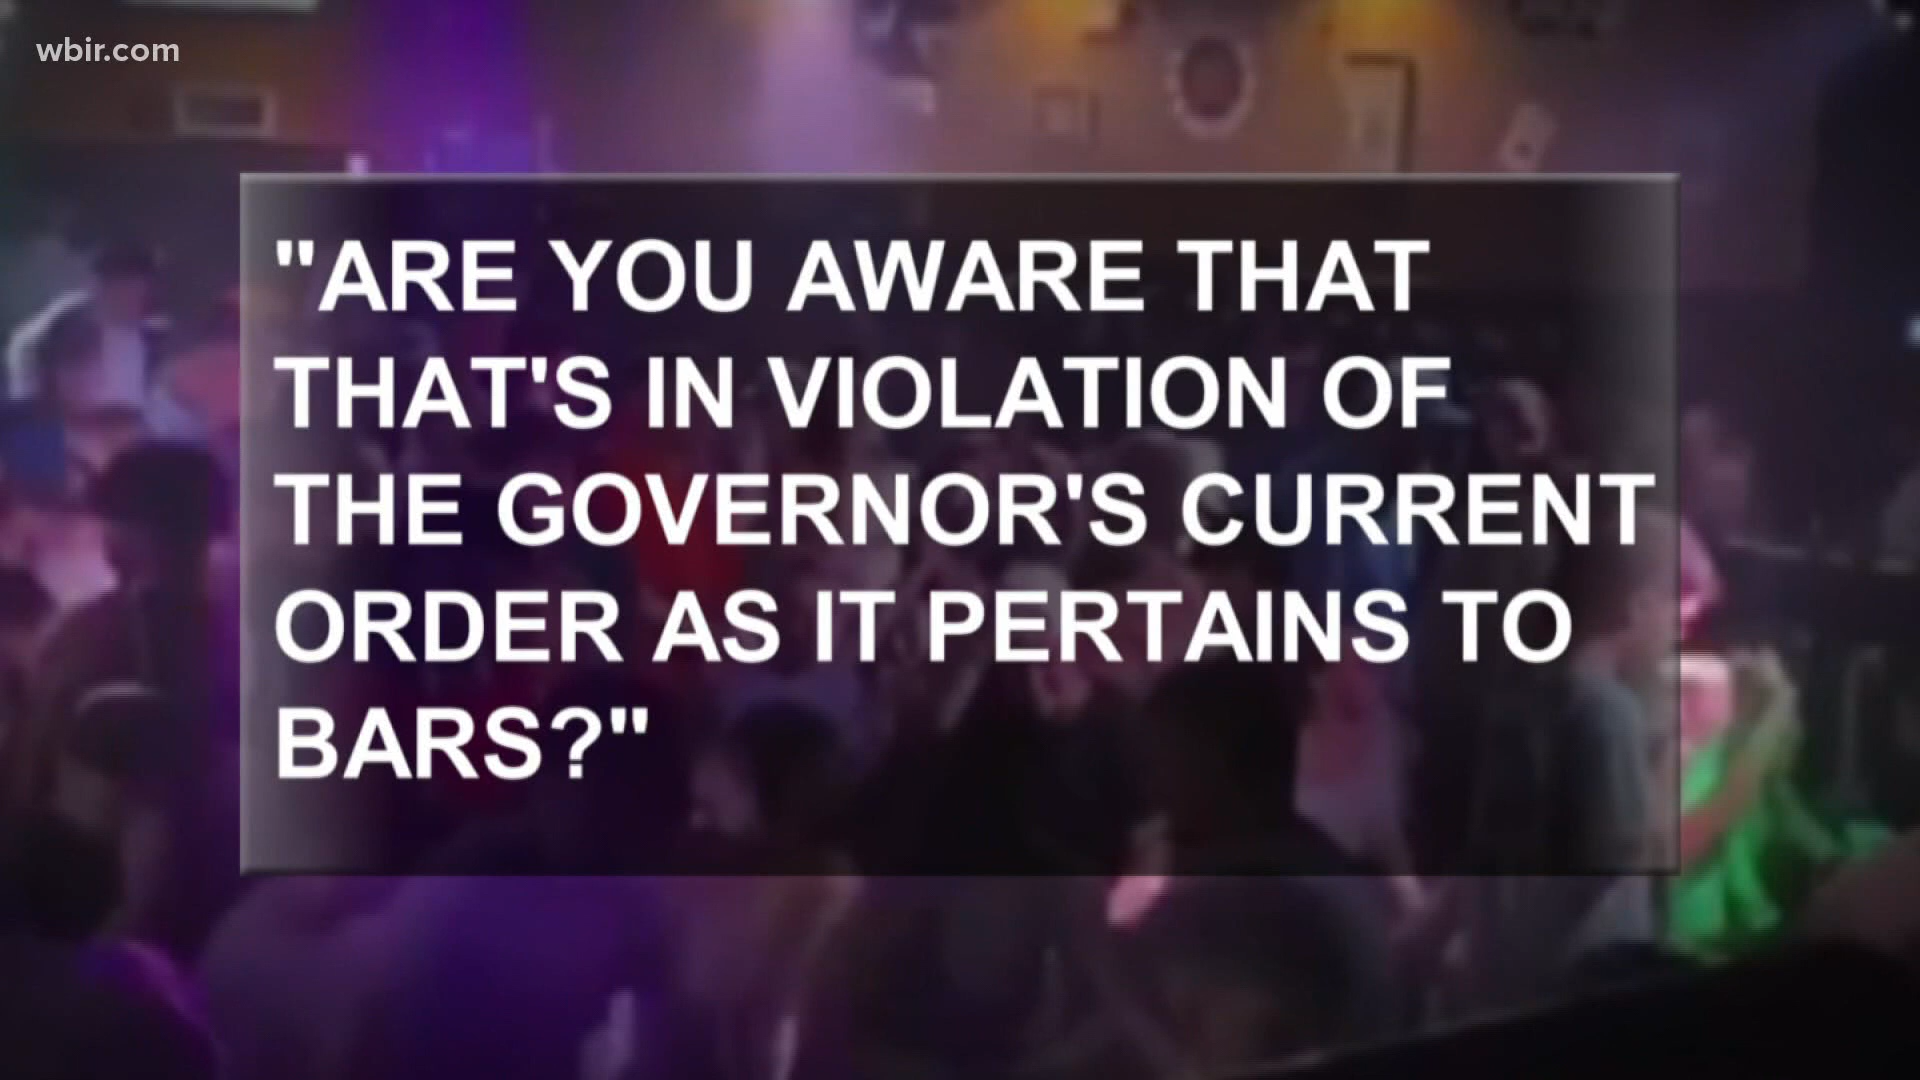 wbir.com
"ARE YOU AWARE THAT
THAT'S IN VIOLATION OF
THE GOVERNOR'S CURRENT
ORDER AS IT PERTAINS TO
BARS?"